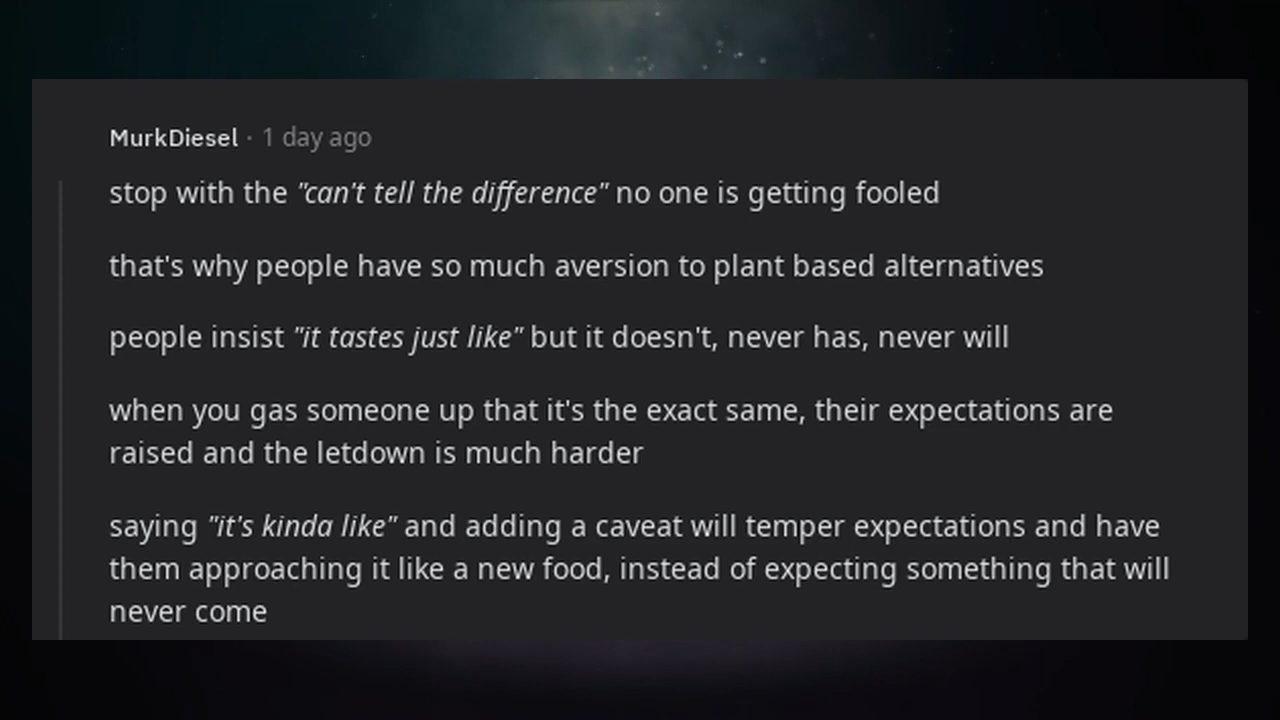 MurkDiesel · 1 day ago
stop with the "can't tell the difference" no one is getting fooled
that's why people have so much aversion to plant based alternatives
people insist "it tastes just like" but it doesn't, never has, never will
when you gas someone up that it's the exact same, their expectations are
raised and the letdown is much harder
saying "it's kinda like" and adding a caveat will temper expectations and have
them approaching it like a new food, instead of expecting something that will
never come